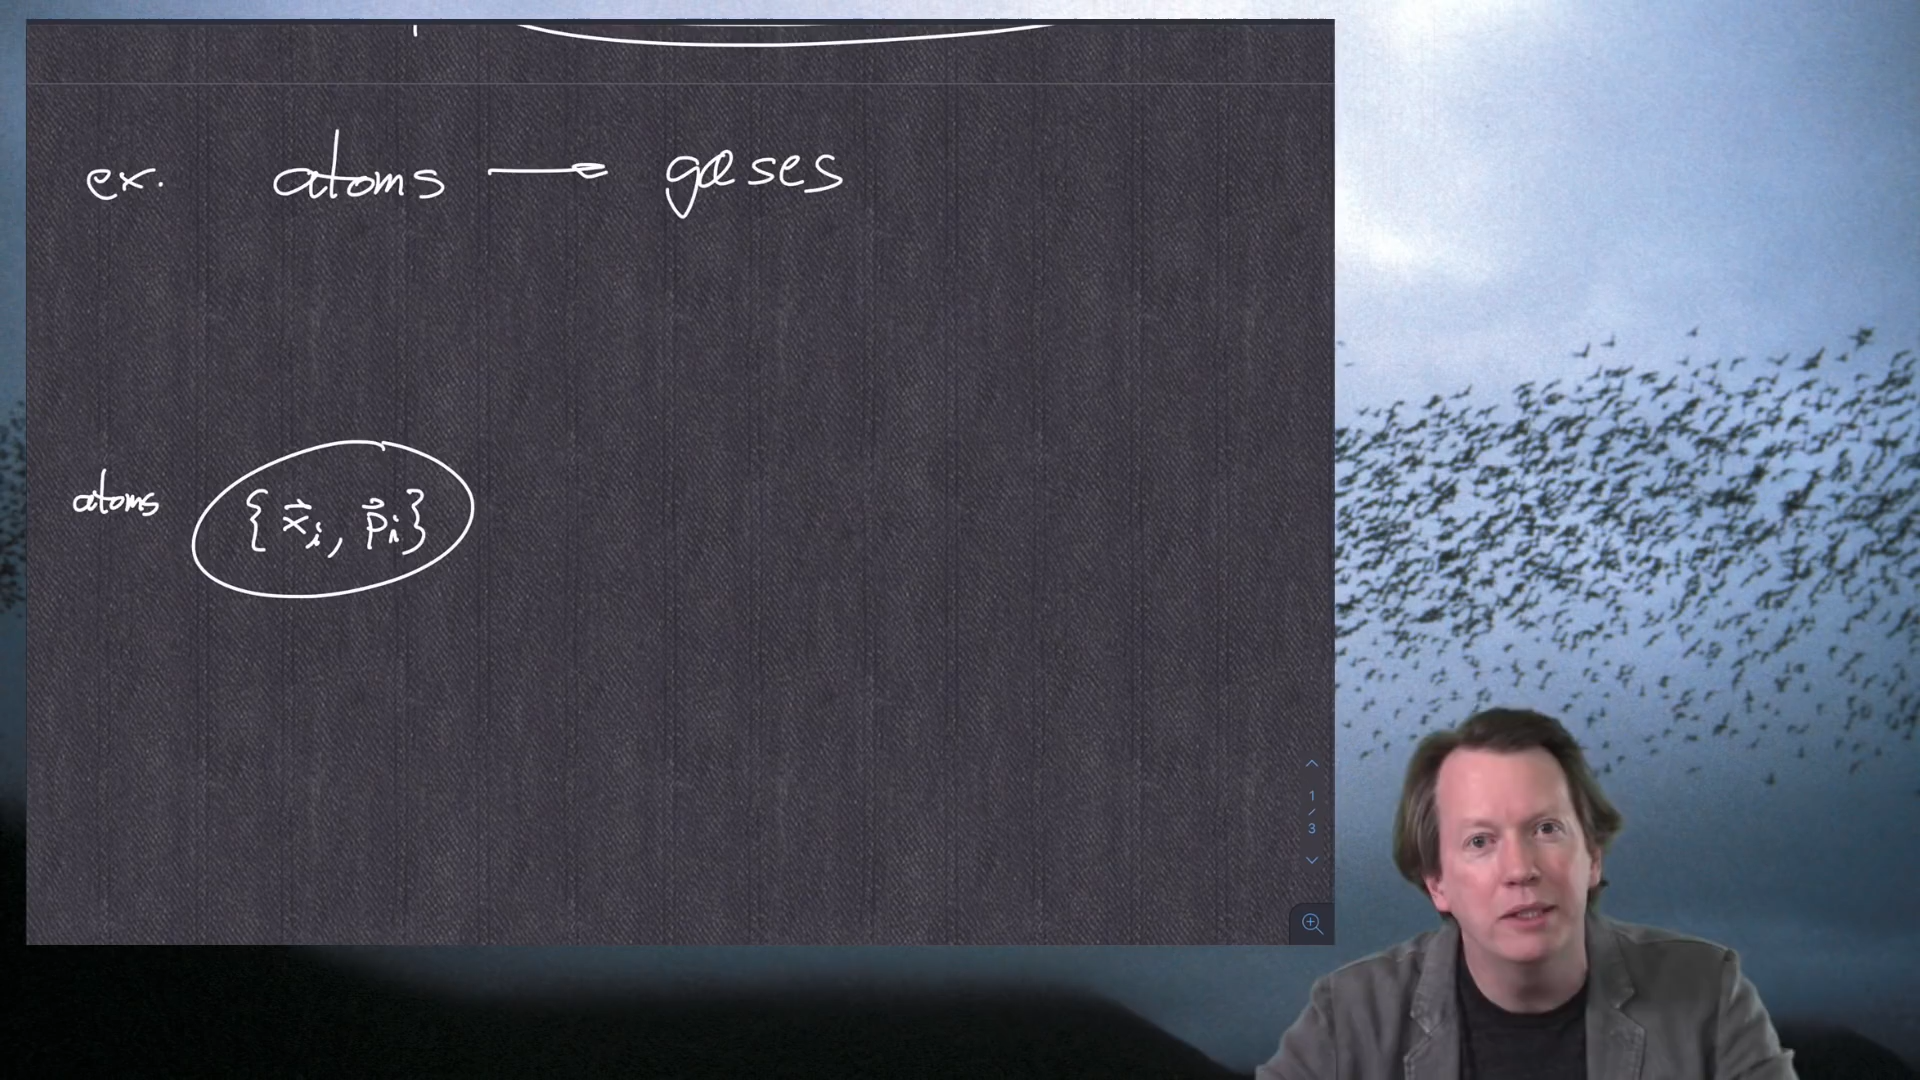 ex. atoms ⟶ gases
atoms { x⃗ᵢ, p⃗ᵢ }
1
/
3